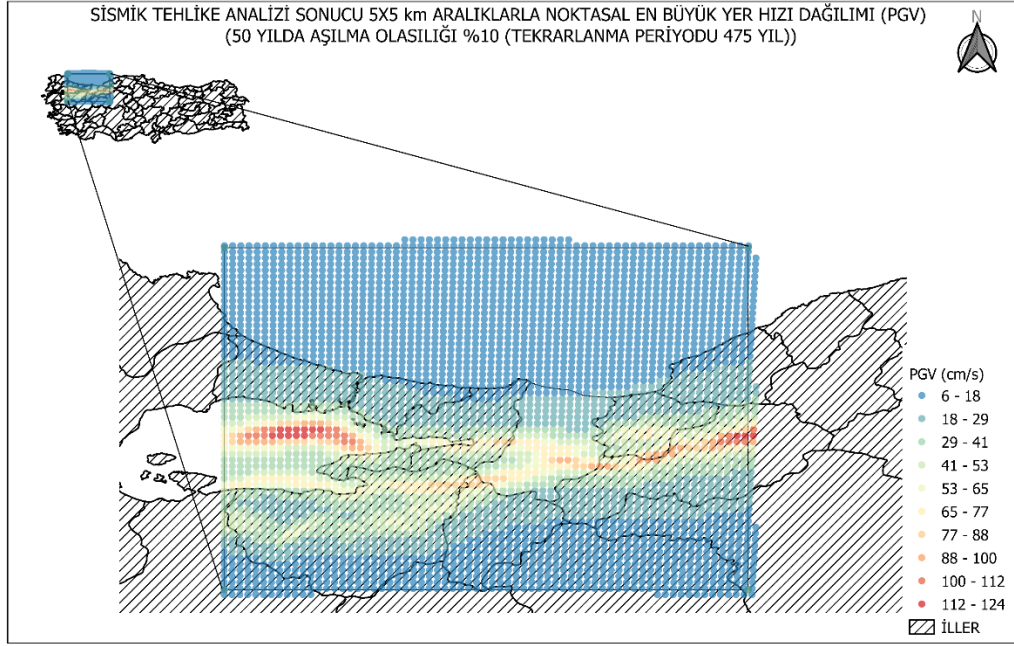 SİSMİK TEHLİKE ANALİZİ SONUCU 5X5 km ARALIKLARLA NOKTASAL EN BÜYÜK YER HIZI DAĞILIMI (PGV)
(50 YILDA AŞILMA OLASILIĞI %10 (TEKRARLANMA PERİYODU 475 YIL))
N
PGV (cm/s)
6 - 18
18 - 29
29 - 41
41 - 53
53 - 65
65 - 77
77 - 88
88 - 100
100 - 112
112 - 124
İLLER